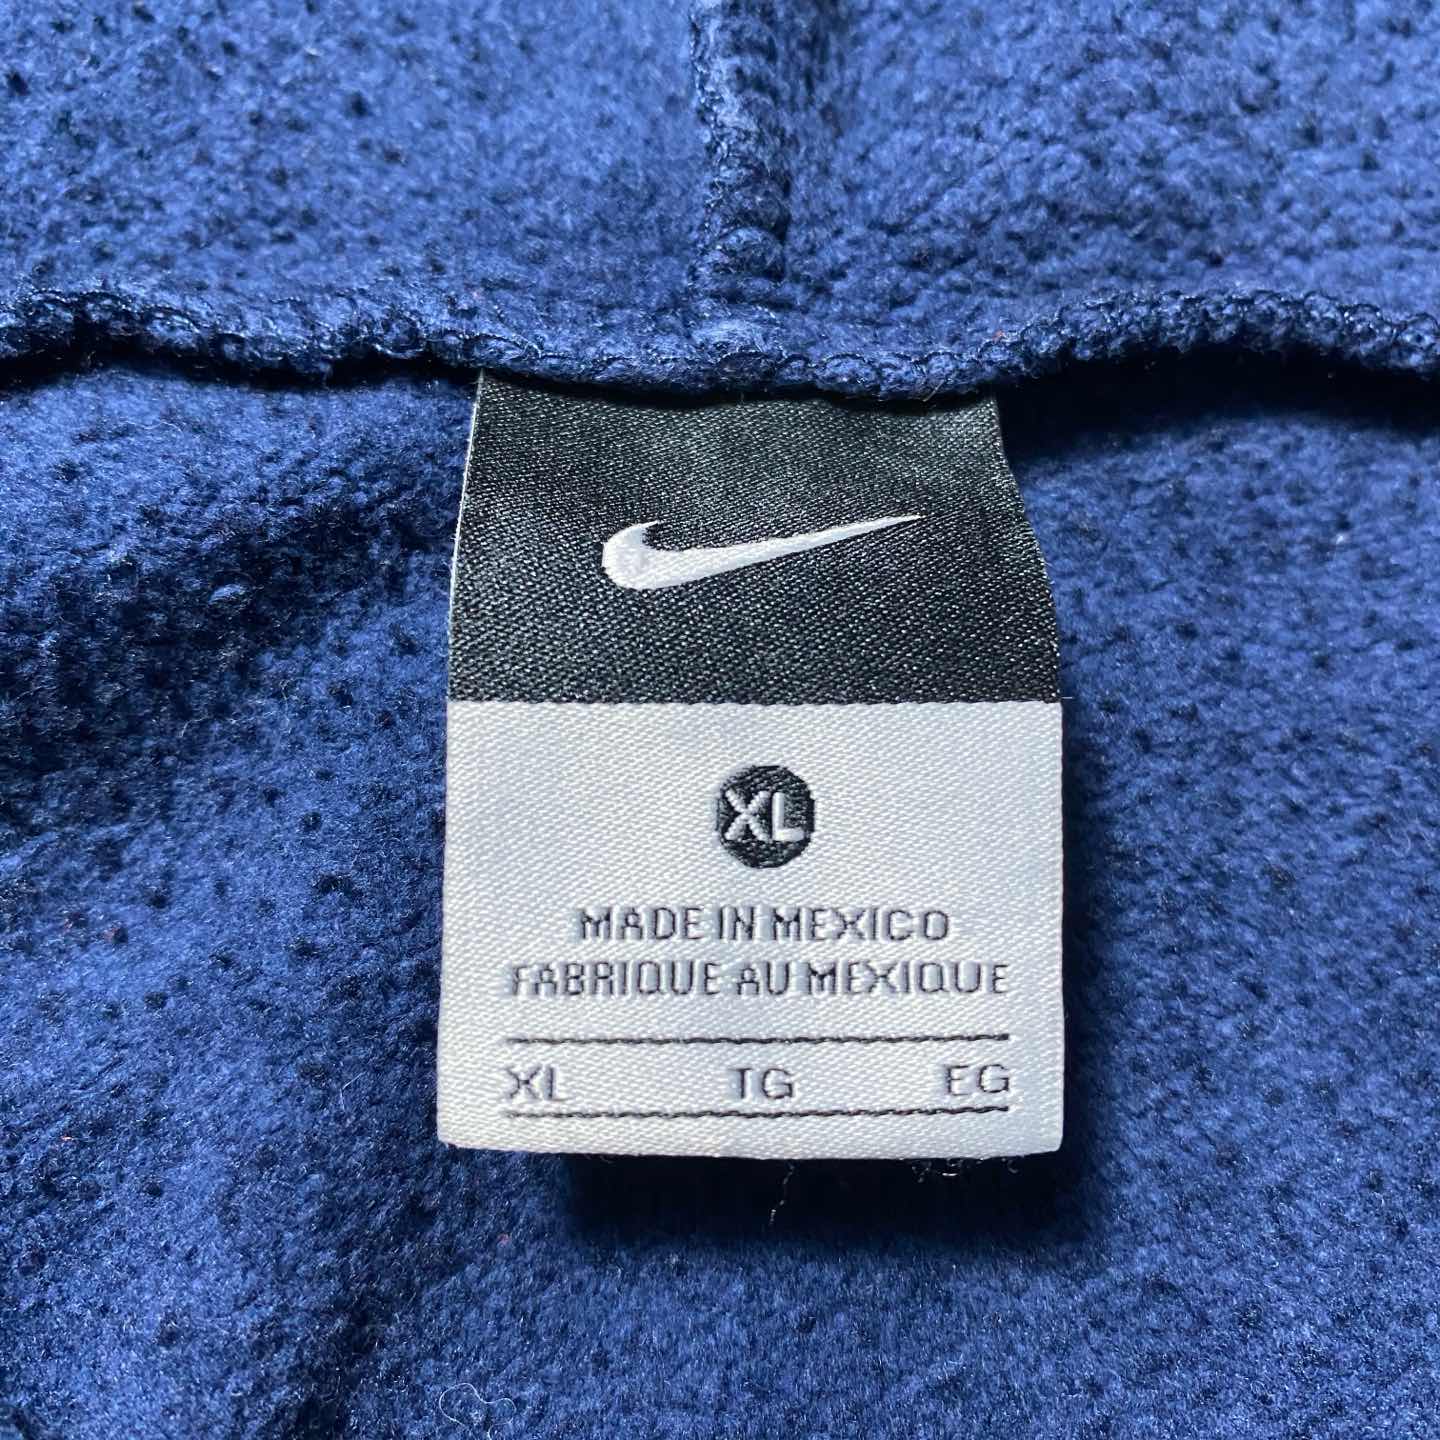 XL
MADE IN MEXICO
FABRIQUE AU MEXIQUE
XL TG EG